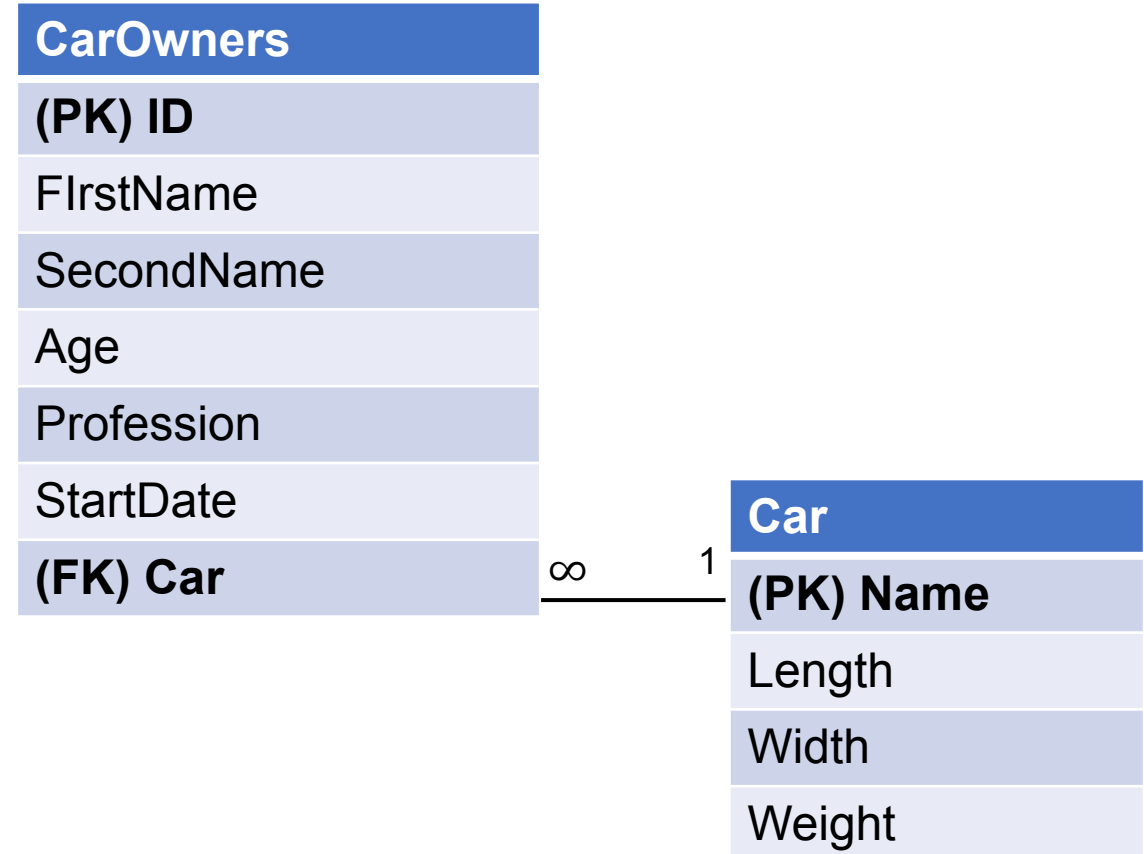 CarOwners
(PK) ID
FIrstName
SecondName
Age
Profession
StartDate
(FK) Car
∞ 1
Car
(PK) Name
Length
Width
Weight